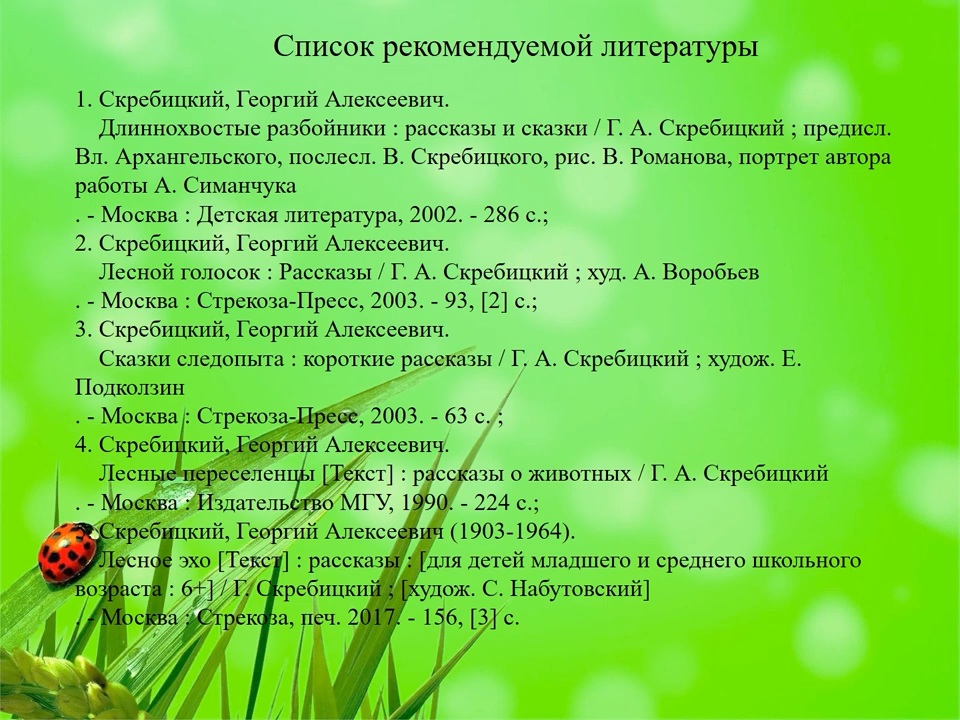 Список рекомендуемой литературы
1. Скребицкий, Георгий Алексеевич.
Длиннохвостые разбойники : рассказы и сказки / Г. А. Скребицкий ; предисл.
Вл. Архангельского, послесл. В. Скребицкого, рис. В. Романова, портрет автора
работы А. Симанчука
. - Москва : Детская литература, 2002. - 286 с.;
2. Скребицкий, Георгий Алексеевич.
Лесной голосок : Рассказы / Г. А. Скребицкий ; худ. А. Воробьев
. - Москва : Стрекоза-Пресс, 2003. - 93, [2] с.;
3. Скребицкий, Георгий Алексеевич.
Сказки следопыта : короткие рассказы / Г. А. Скребицкий ; худож. Е.
Подколзин
. - Москва : Стрекоза-Пресс, 2003. - 63 с. ;
4. Скребицкий, Георгий Алексеевич.
Лесные переселенцы [Текст] : рассказы о животных / Г. А. Скребицкий
. - Москва : Издательство МГУ, 1990. - 224 с.;
Скребицкий, Георгий Алексеевич (1903-1964).
Лесное эхо [Текст] : рассказы : [для детей младшего и среднего школьного
возраста : 6+] / Г. Скребицкий ; [худож. С. Набутовский]
. - Москва : Стрекоза, печ. 2017. - 156, [3] с.